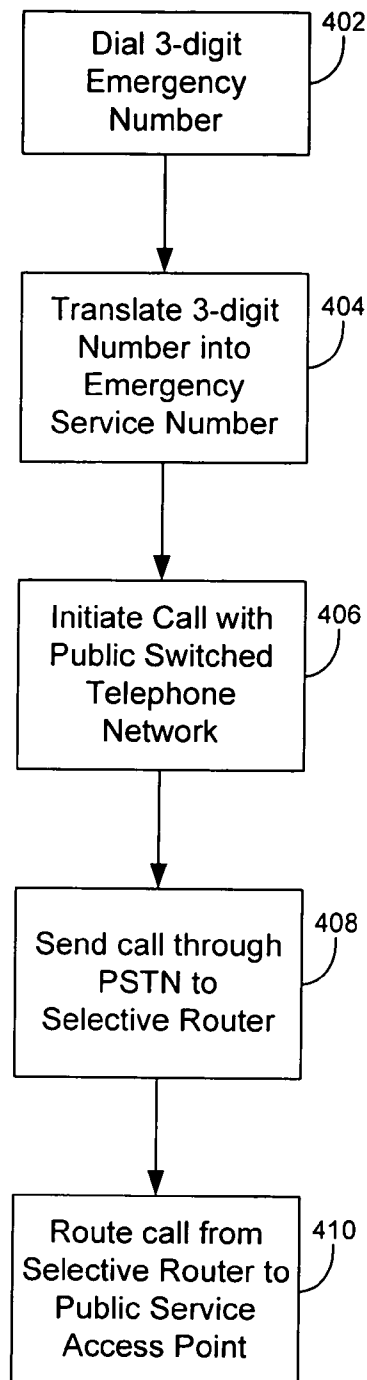 Dial 3-digit
Emergency
Number
402
Translate 3-digit
Number into
Emergency
Service Number
404
Initiate Call with
Public Switched
Telephone
Network
406
Send call through
PSTN to
Selective Router
408
Route call from
Selective Router to
Public Service
Access Point
410